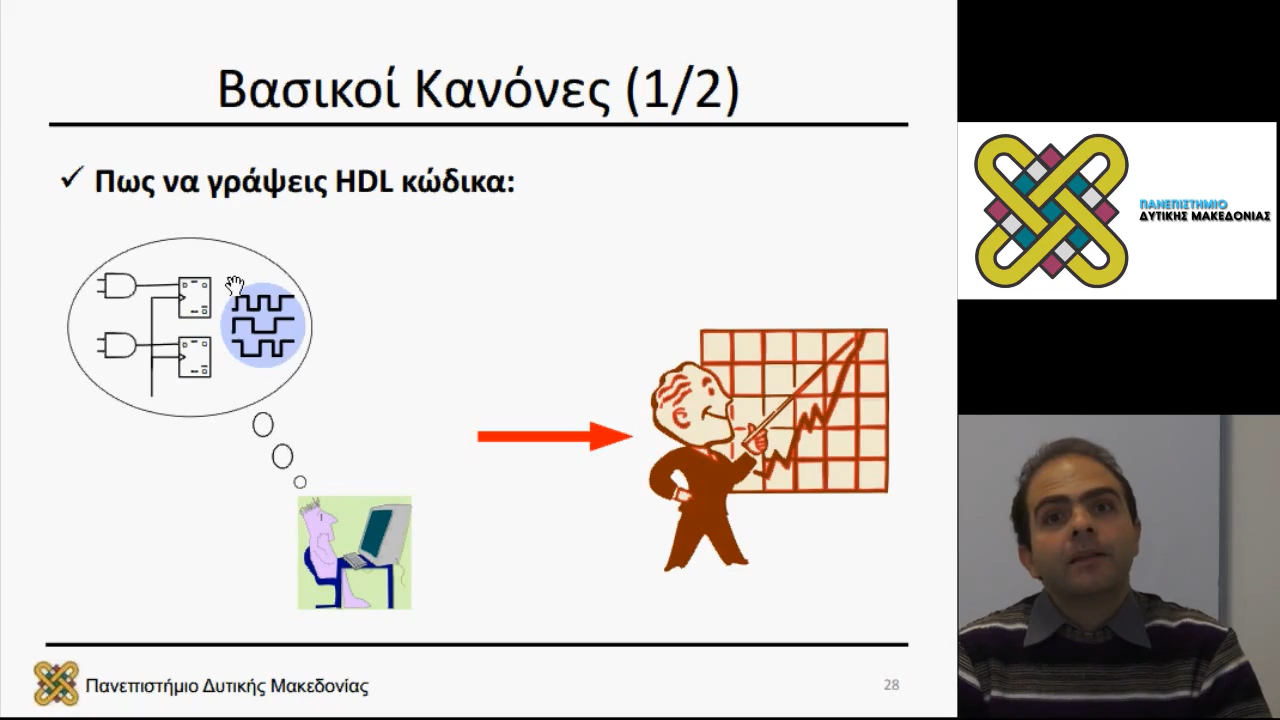 Βασικοί Κανόνες (1/2)
✓ Πως να γράψεις HDL κώδικα:
Πανεπιστήμιο Δυτικής Μακεδονίας
28
ΠΑΝΕΠΙΣΤΗΜΙΟ
ΔΥΤΙΚΗΣ ΜΑΚΕΔΟΝΙΑΣ